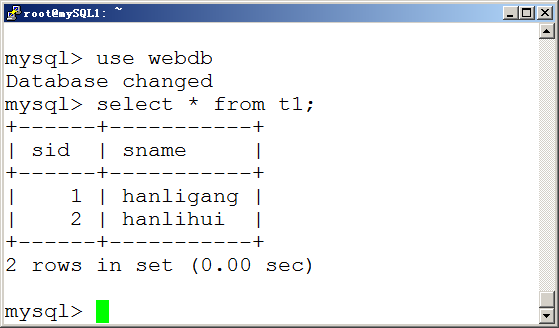 root@mySQL1: ~
mysql> use webdb
Database changed
mysql> select * from t1;
+------+-----------+
| sid  | sname     |
+------+-----------+
|    1 | hanligang |
|    2 | hanlihui  |
+------+-----------+
2 rows in set (0.00 sec)
mysql>